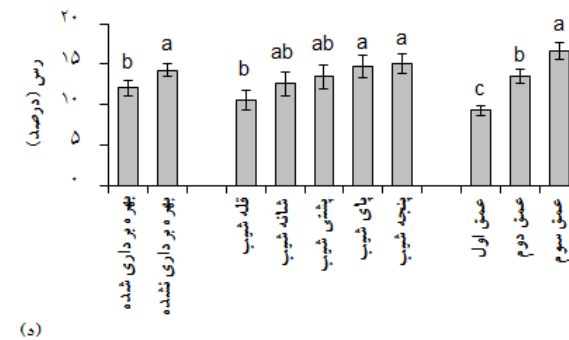 رس (درصد)
۲۰
۱۵
۱۰
۵
۰
b
a
b
ab
ab
a
a
c
b
a
بهره برداری شده
بهره برداری نشده
قله شیب
شانه شیب
پشتی شیب
پای شیب
پنجه شیب
عمق اول
عمق دوم
عمق سوم
(د)